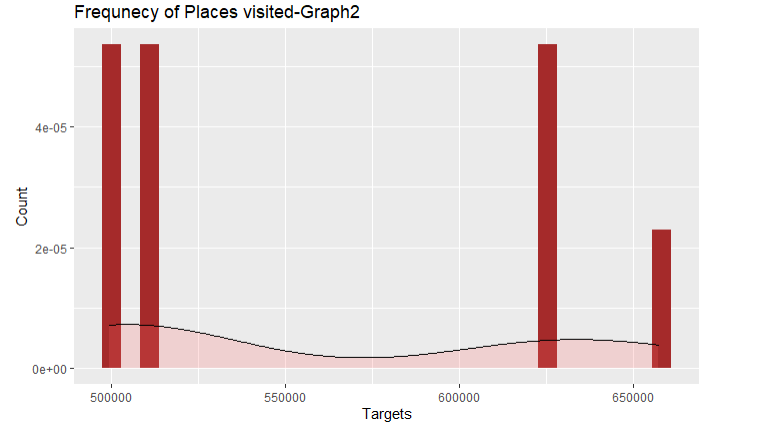 Frequnecy of Places visited-Graph2
Count
4e-05
2e-05
0e+00
500000 550000 600000 650000
Targets